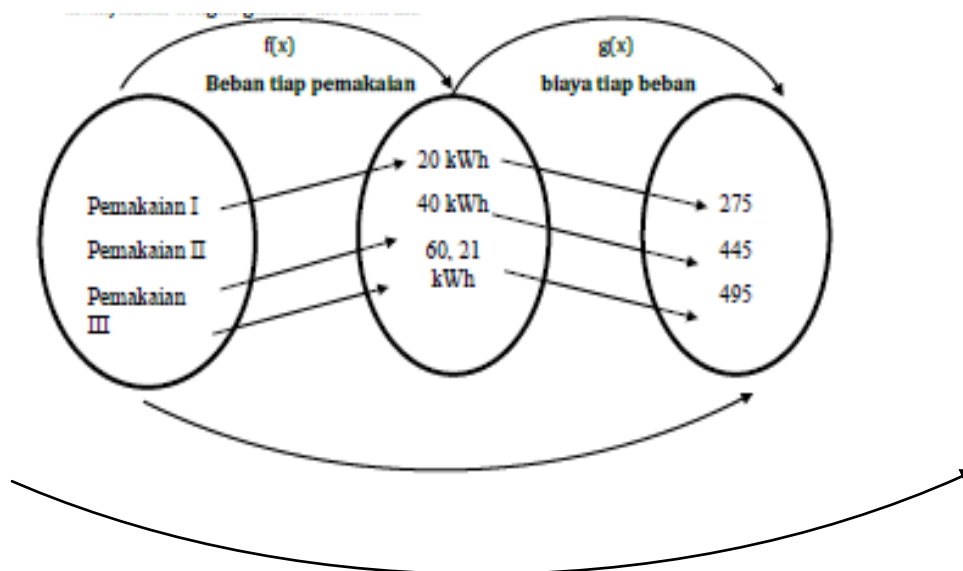 f(x)
g(x)
Beban tiap pemakaian
biaya tiap beban
Pemakaian I
Pemakaian II
Pemakaian
III
20 kWh
40 kWh
60, 21
kWh
275
445
495